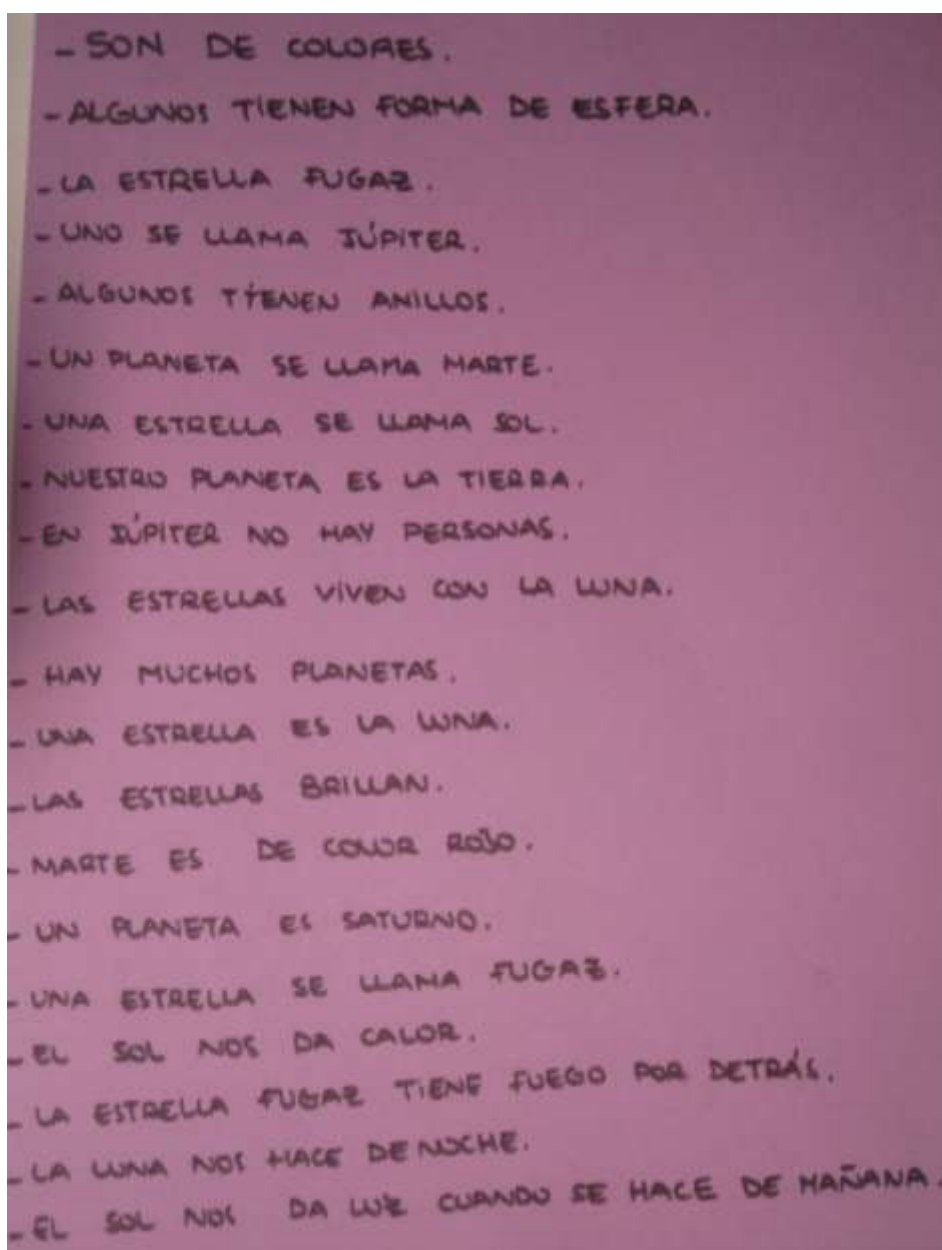 - SON DE COLORES.
- ALGUNOS TIENEN FORMA DE ESFERA.
- LA ESTRELLA FUGAZ.
- UNO SE LLAMA JÚPITER.
- ALGUNOS TIENEN ANILLOS.
- UN PLANETA SE LLAMA MARTE.
- UNA ESTRELLA SE LLAMA SOL.
- NUESTRO PLANETA ES LA TIERRA.
- EN JÚPITER NO HAY PERSONAS.
- LAS ESTRELLAS VIVEN CON LA LUNA.
- HAY MUCHOS PLANETAS.
- UNA ESTRELLA ES LA LUNA.
- LAS ESTRELLAS BRILLAN.
- MARTE ES DE COLOR ROJO.
- UN PLANETA ES SATURNO.
- UNA ESTRELLA SE LLAMA FUGAZ.
- EL SOL NOS DA CALOR.
- LA ESTRELLA FUGAZ TIENE FUEGO POR DETRÁS.
- LA LUNA NOS HACE DE NOCHE.
- EL SOL NOS DA LUZ CUANDO SE HACE DE MAÑANA.